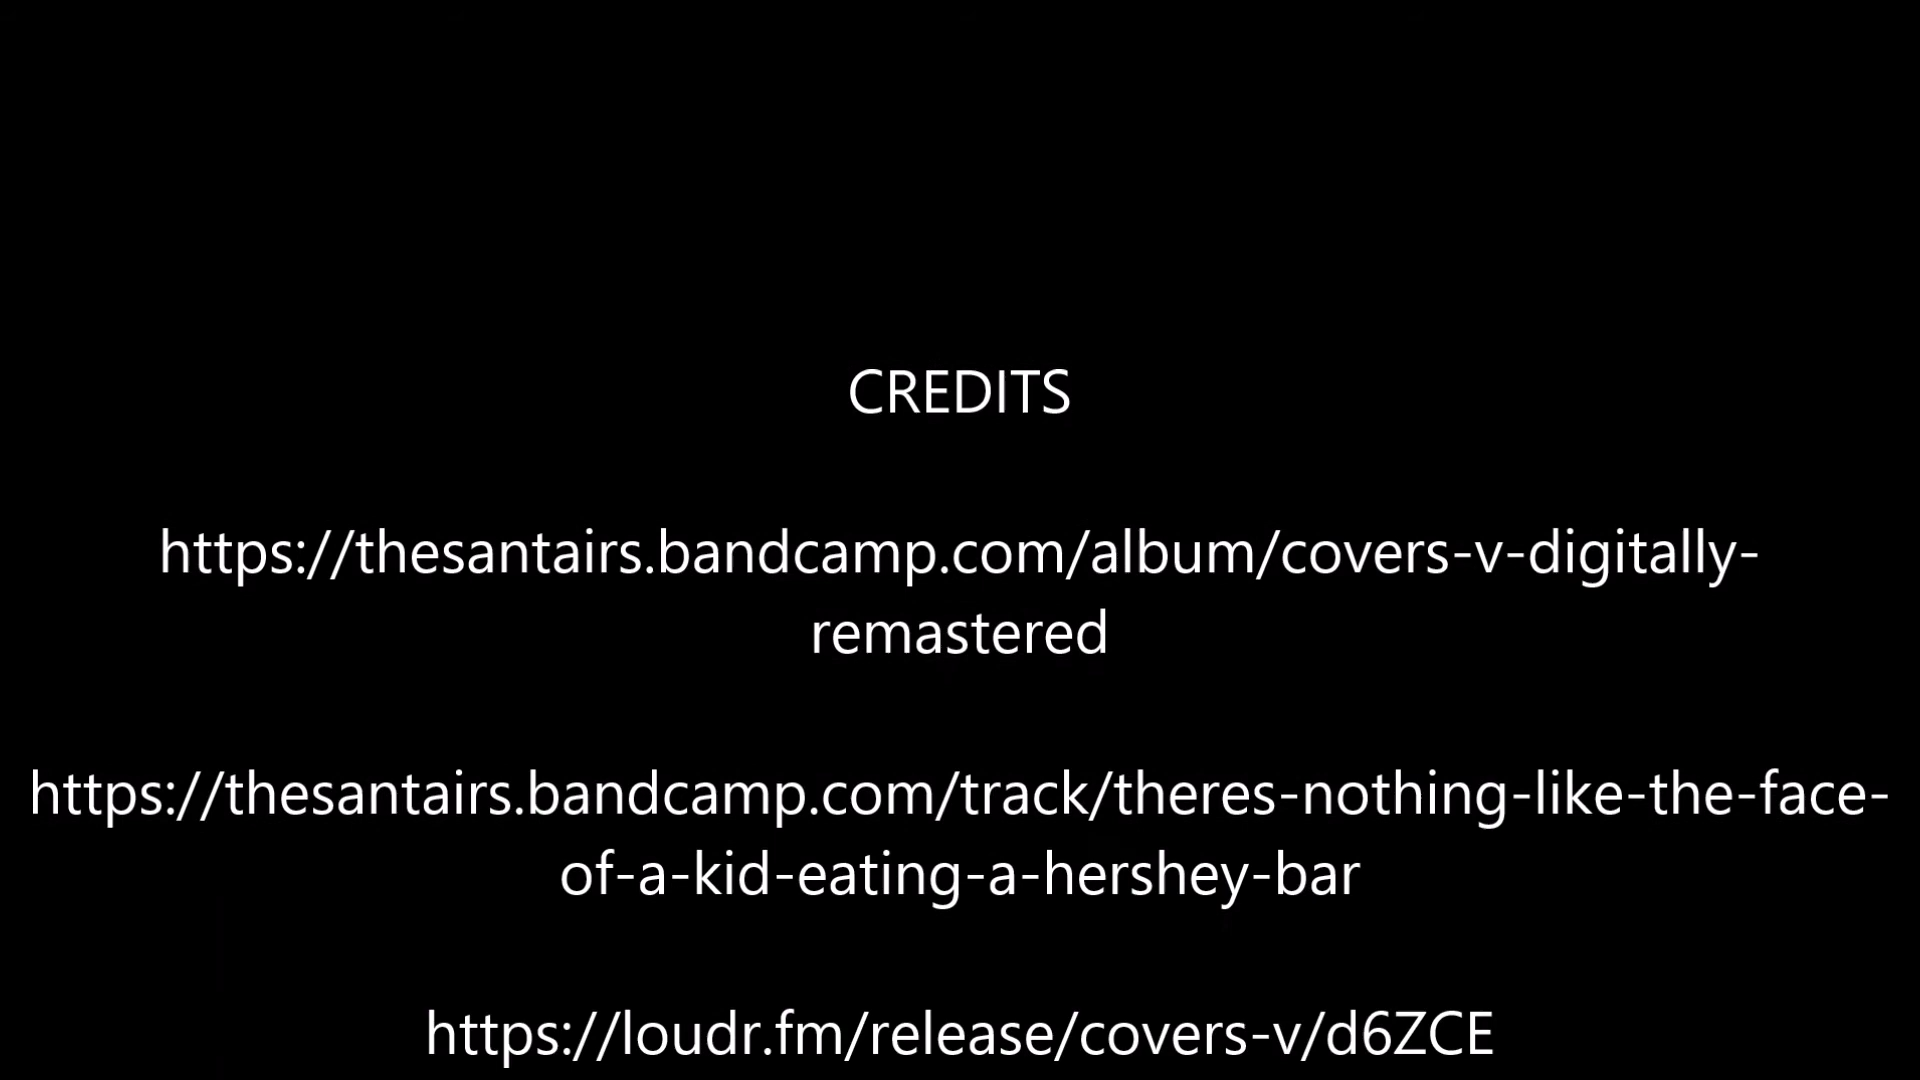 CREDITS
https://thesantairs.bandcamp.com/album/covers-v-digitally-
remastered
https://thesantairs.bandcamp.com/track/theres-nothing-like-the-face-
of-a-kid-eating-a-hershey-bar
https://loudr.fm/release/covers-v/d6ZCE